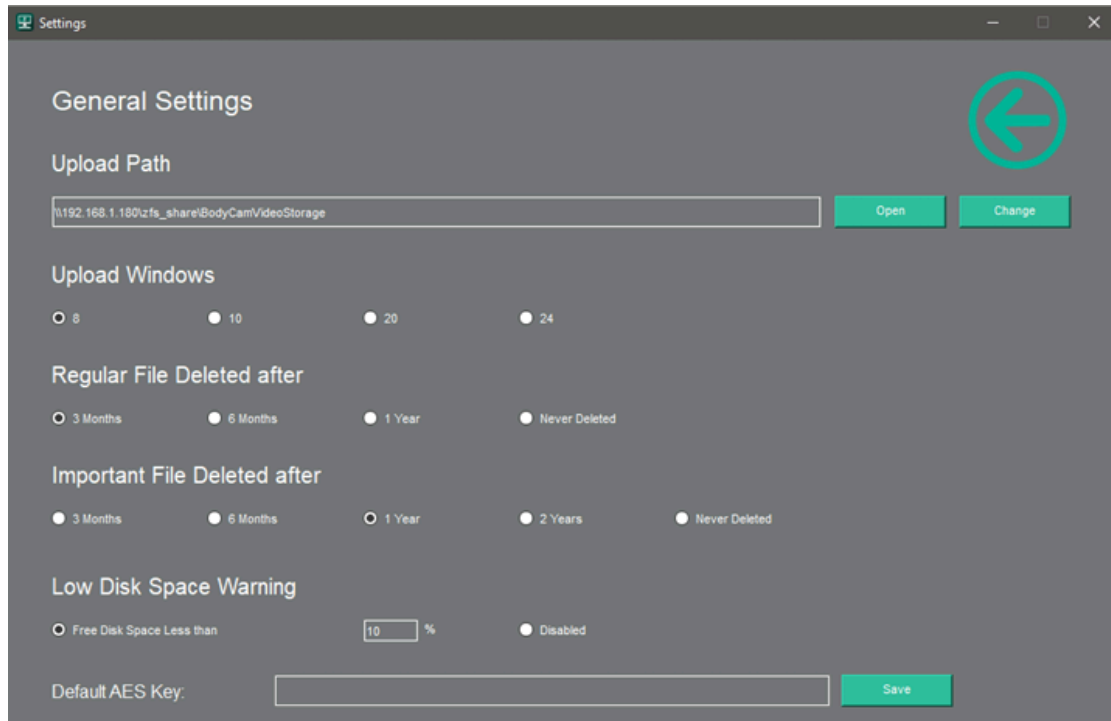 Settings
General Settings
Upload Path
\\192.168.1.180\zfs_share\BodyCamVideoStorage
Open
Change
Upload Windows
8 10 20 24
Regular File Deleted after
3 Months 6 Months 1 Year Never Deleted
Important File Deleted after
3 Months 6 Months 1 Year 2 Years Never Deleted
Low Disk Space Warning
Free Disk Space Less than 10 % Disabled
Default AES Key: Save